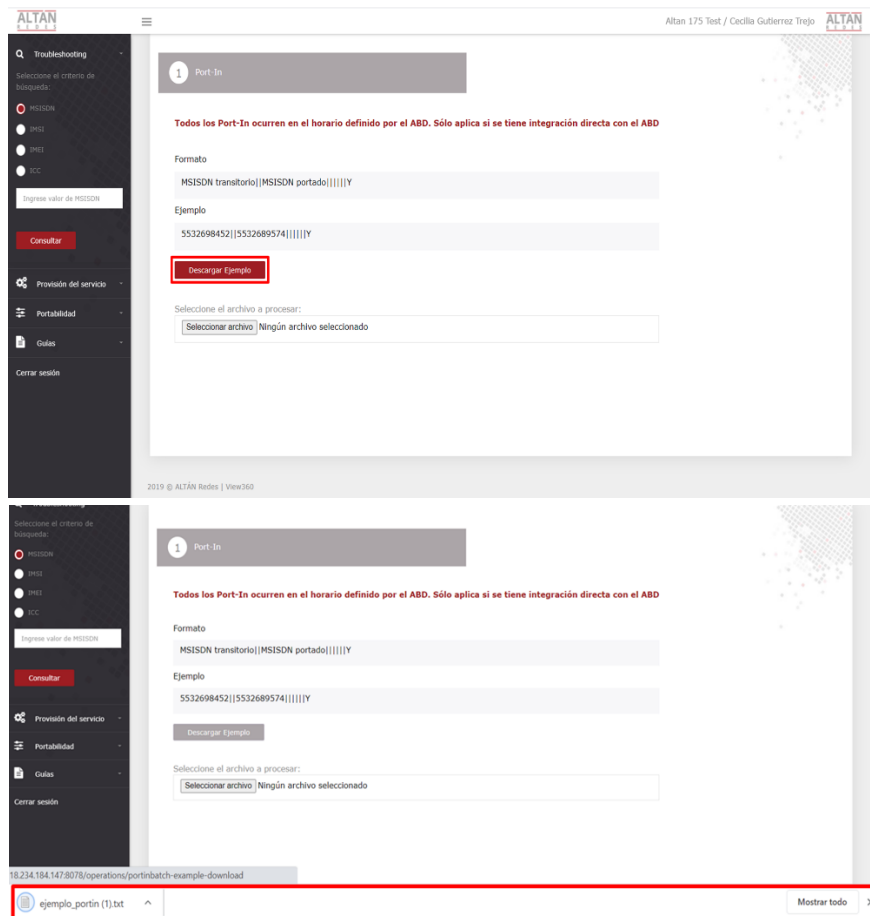 ALTÁN
REDES
Altan 175 Test / Cecilia Gutierrez Trejo
ALTÁN
REDES
Troubleshooting
Seleccione el criterio de
búsqueda:
MSISDN
IMSI
IMEI
ICC
Ingrese valor de MSISDN
Consultar
Provisión del servicio
Portabilidad
Guías
Cerrar sesión
1 Port-In
Todos los Port-In ocurren en el horario definido por el ABD. Sólo aplica si se tiene integración directa con el ABD
Formato
MSISDN transitorio||MSISDN portado||||||Y
Ejemplo
5532698452||5532689574||||||Y
Descargar Ejemplo
Seleccione el archivo a procesar:
Seleccionar archivo Ningún archivo seleccionado
2019 © ALTÁN Redes | View360
Troubleshooting
Seleccione el criterio de
búsqueda:
MSISDN
IMSI
IMEI
ICC
Ingrese valor de MSISDN
Consultar
Provisión del servicio
Portabilidad
Guías
Cerrar sesión
1 Port-In
Todos los Port-In ocurren en el horario definido por el ABD. Sólo aplica si se tiene integración directa con el ABD
Formato
MSISDN transitorio||MSISDN portado||||||Y
Ejemplo
5532698452||5532689574||||||Y
Descargar Ejemplo
Seleccione el archivo a procesar:
Seleccionar archivo Ningún archivo seleccionado
18.234.184.147:8078/operations/portinbatch-example-download
ejemplo_portin (1).txt
Mostrar todo